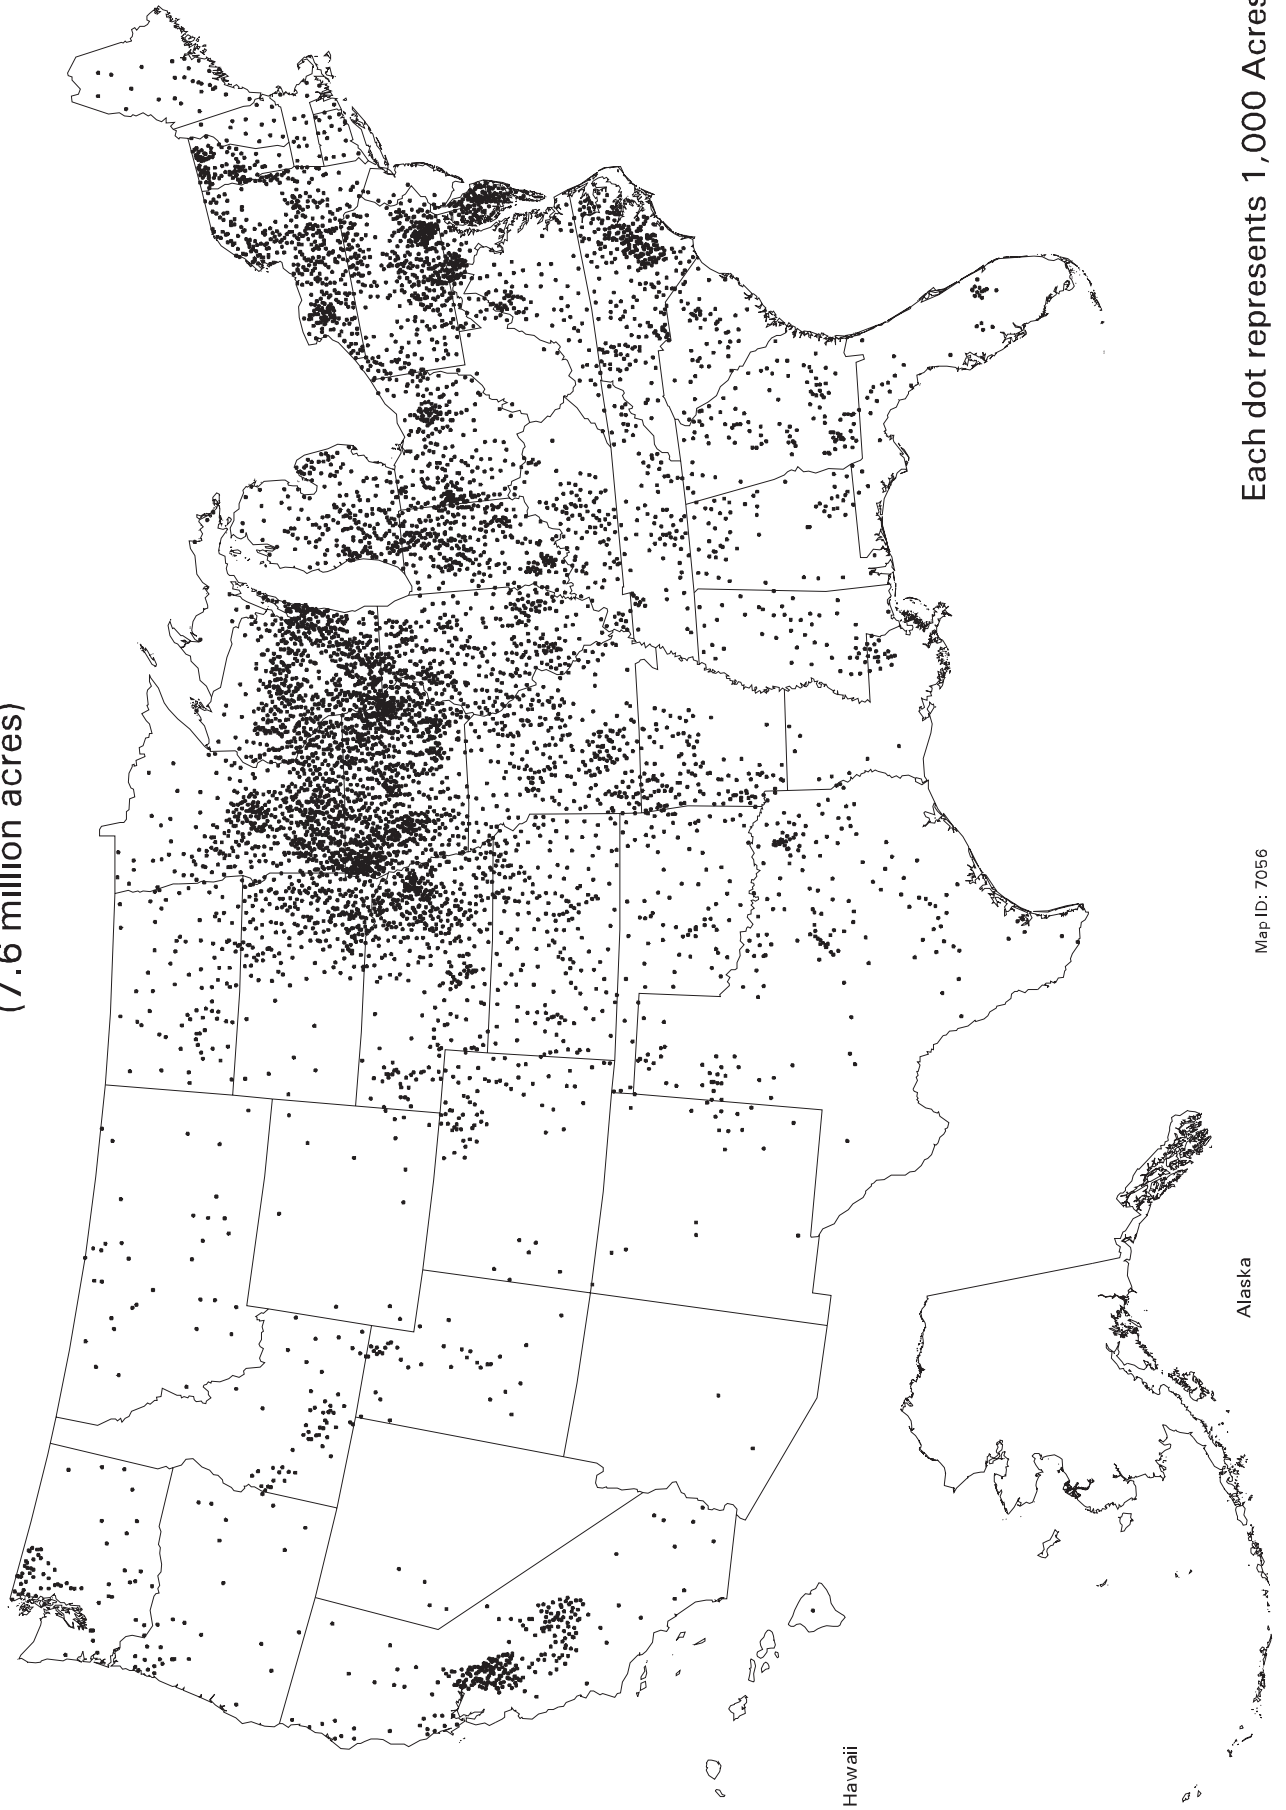 (7.6 million acres)
Each dot represents 1,000 Acres
Map ID: 7056
Alaska
Hawaii